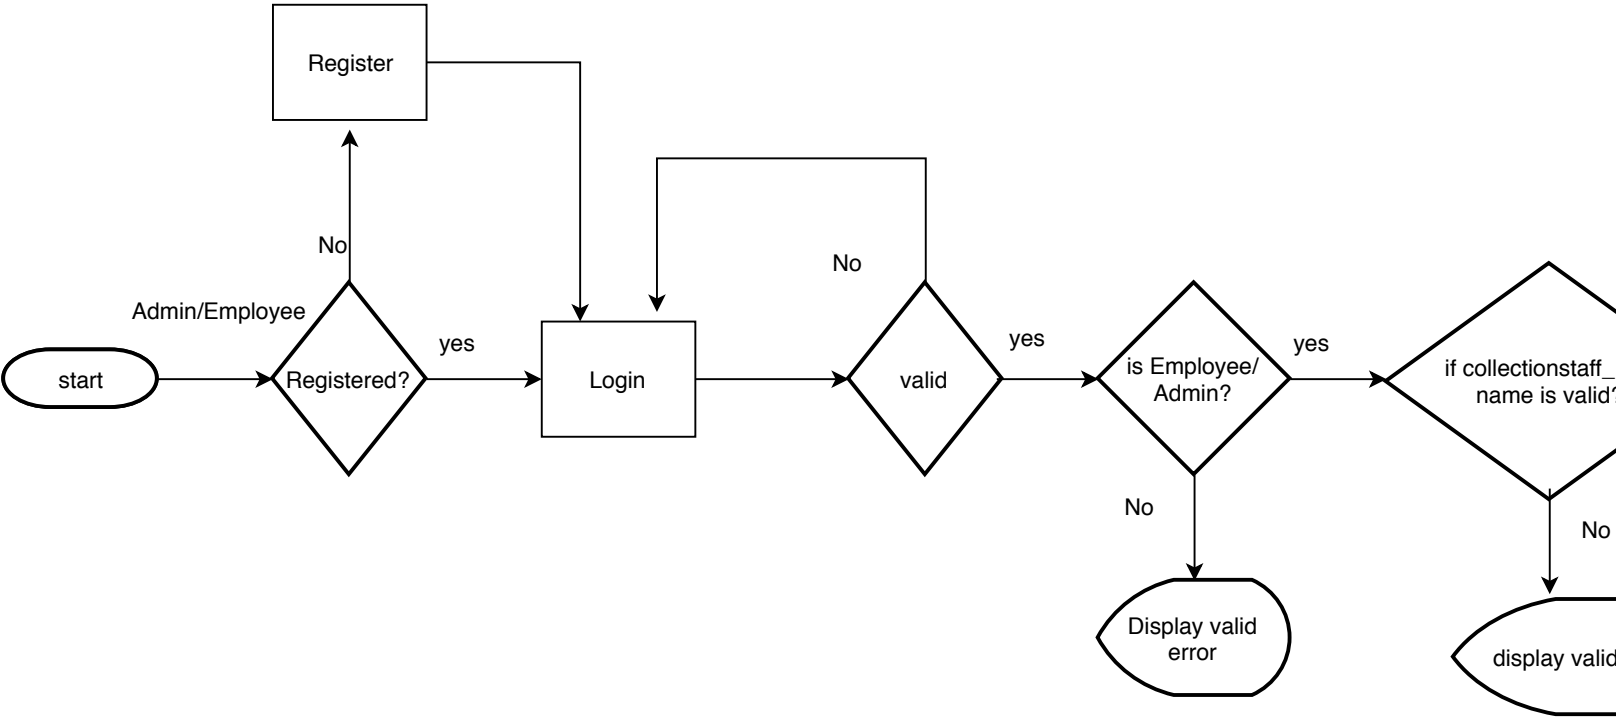 Register
No
Admin/Employee
start
Registered?
yes
Login
No
valid
yes
is Employee/
Admin?
yes
No
Display valid
error
if collectionstaff_
name is valid?
No
display valid